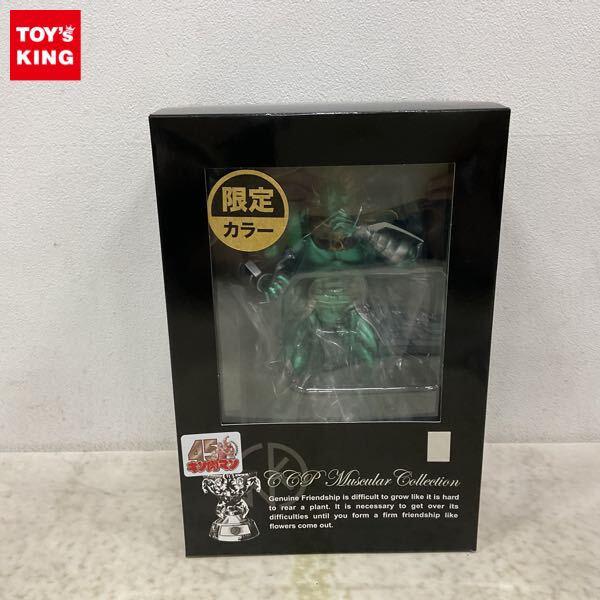 TOY's
KING
限定
カラー
45
キン肉マン
CCP Muscular Collection
Genuine Friendship is difficult to grow like it is hard
to rear a plant. It is necessary to get over its
difficulties until you form a firm friendship like
flowers come out.